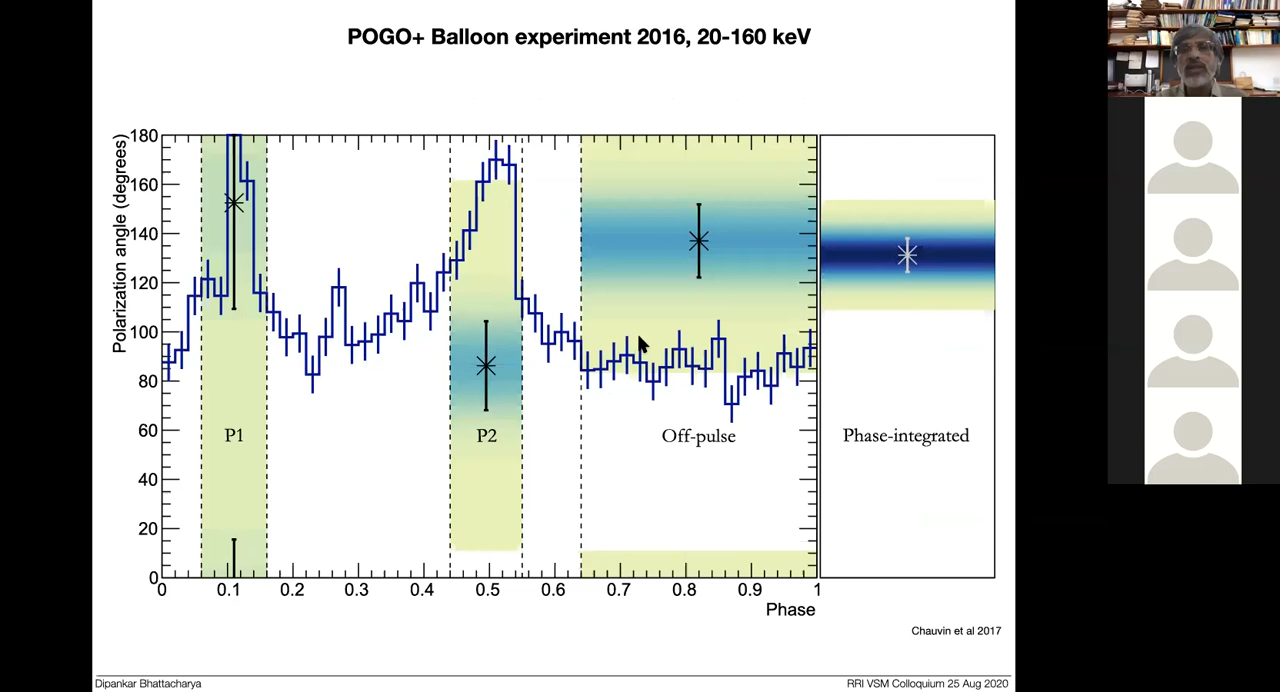 POGO+ Balloon experiment 2016, 20-160 keV
Polarization angle (degrees)
180
160
140
120
100
80
60
40
20
0
P1
P2
Off-pulse
Phase-integrated
0 0.1 0.2 0.3 0.4 0.5 0.6 0.7 0.8 0.9 1
Phase
Chauvin et al 2017
Dipankar Bhattacharya
RRI VSM Colloquium 25 Aug 2020